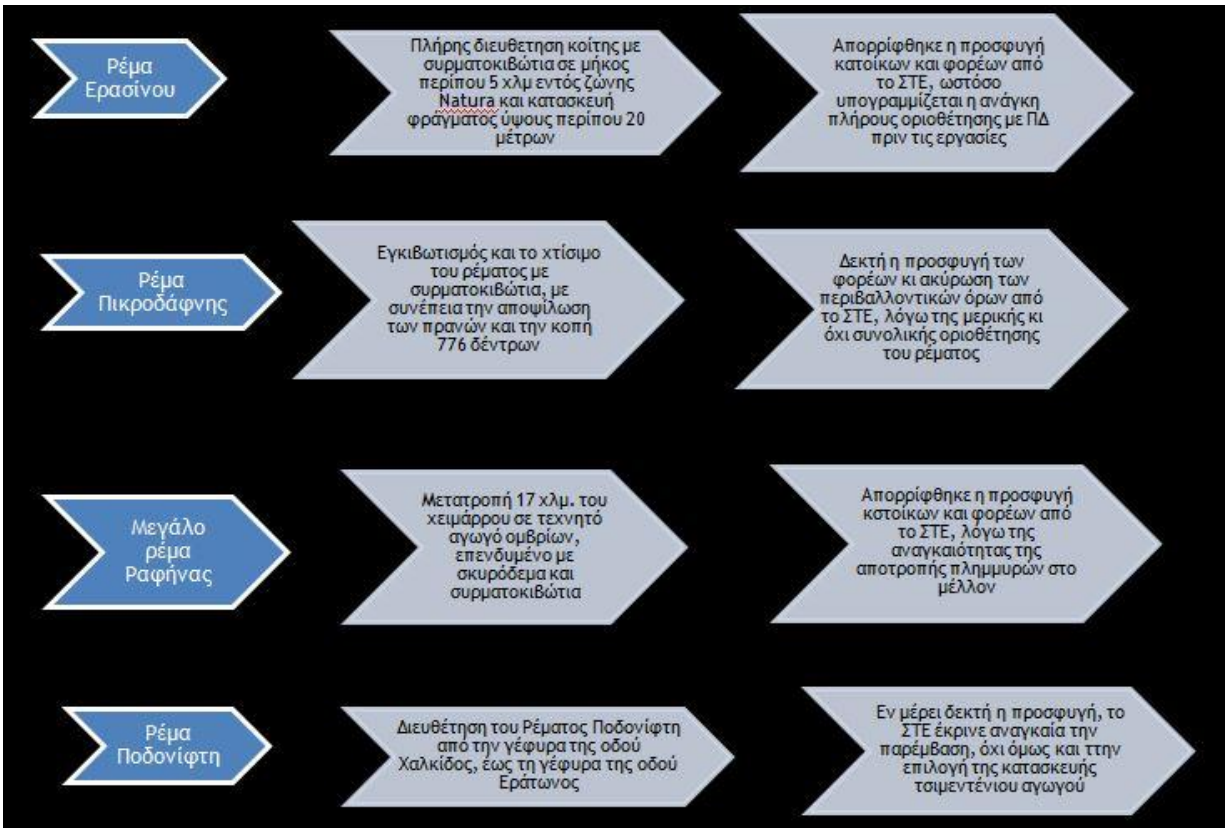 Ρέμα
Ερασίνου
Πλήρης διευθετηση κοίτης με
συρματοκιβώτια σε μήκος
περίπου 5 χλμ εντός ζώνης
Natura και κατασκευή
φράγματος ύψους περίπου 20
μέτρων
Απορρίφθηκε η προσφυγή
κατοίκων και φορέων από
το ΣΤΕ, ωστόσο
υπογραμμίζεται η ανάγκη
πλήρους οριοθέτησης με ΠΔ
πριν τις εργασίες
Ρέμα
Πικροδάφνης
Εγκιβωτισμός και το χτίσιμο
του ρέματος με
συρματοκιβώτια, με
συνέπεια την αποψίλωση
των πρανών και την κοπή
776 δέντρων
Δεκτή η προσφυγή των
φορέων κι ακύρωση των
περιβαλλοντικών όρων από
το ΣΤΕ, λόγω της μερικής κι
όχι συνολικής οριοθέτησης
του ρέματος
Μεγάλο
ρέμα
Ραφήνας
Μετατροπή 17 χλμ. του
χειμάρρου σε τεχνητό
αγωγό ομβρίων,
επενδυμένο με
σκυρόδεμα και
συρματοκιβώτια
Απορρίφθηκε η προσφυγή
κστοίκων και φορέων από
το ΣΤΕ, λόγω της
αναγκαιότητας της
αποτροπής πλημμυρών στο
μέλλον
Ρέμα
Ποδονίφτη
Διευθέτηση του Ρέματος Ποδονίφτη
από την γέφυρα της οδού
Χαλκίδος, έως τη γέφυρα της οδού
Εράτωνος
Εν μέρει δεκτή η προσφυγή, το
ΣΤΕ έκρινε αναγκαία την
παρέμβαση, όχι όμως και ττην
επιλογή της κατασκευής
τσιμεντένιου αγωγού